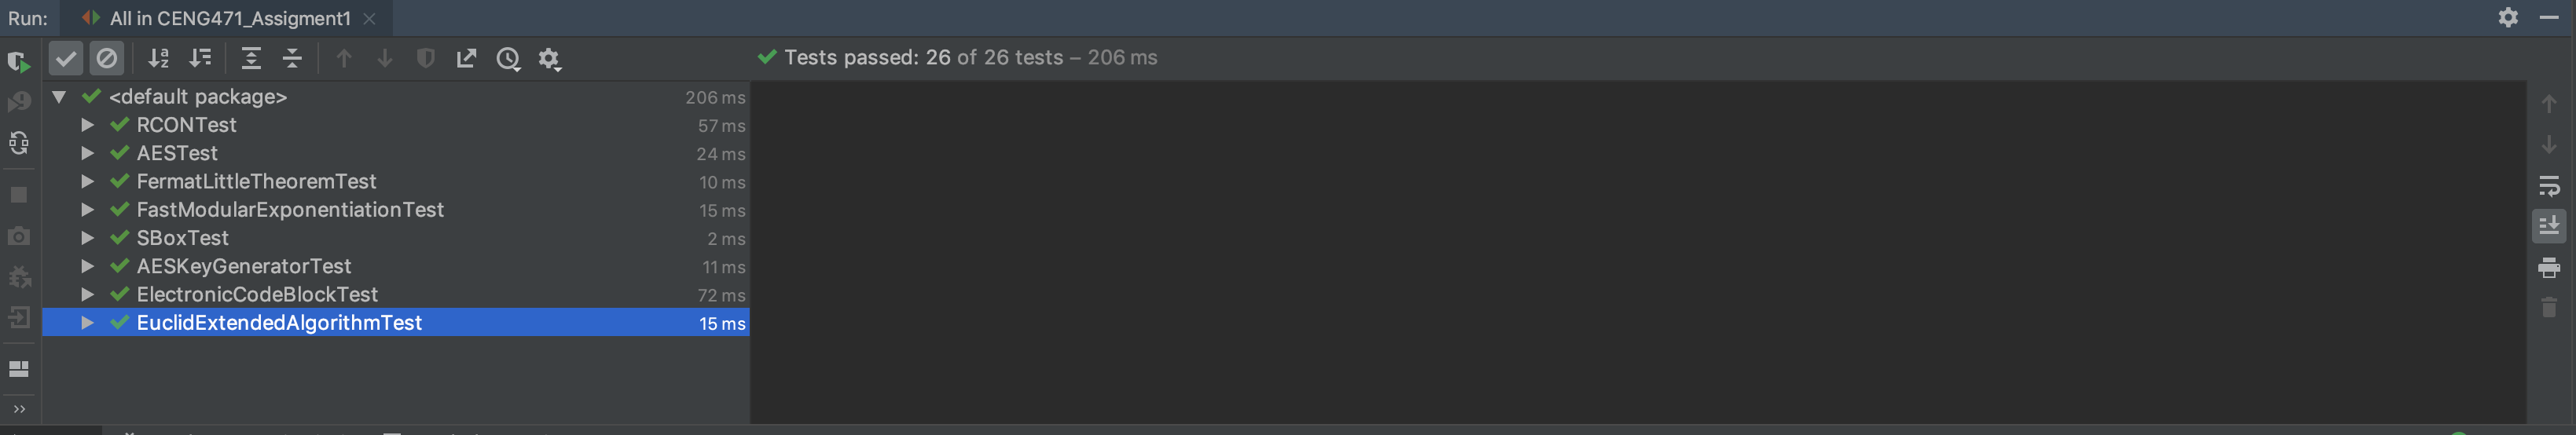 Run: All in CENG471_Assigment1
Tests passed: 26 of 26 tests – 206 ms
<default package> 206 ms
RCONTest 57 ms
AESTest 24 ms
FermatLittleTheoremTest 10 ms
FastModularExponentiationTest 15 ms
SBoxTest 2 ms
AESKeyGeneratorTest 11 ms
ElectronicCodeBlockTest 72 ms
EuclidExtendedAlgorithmTest 15 ms